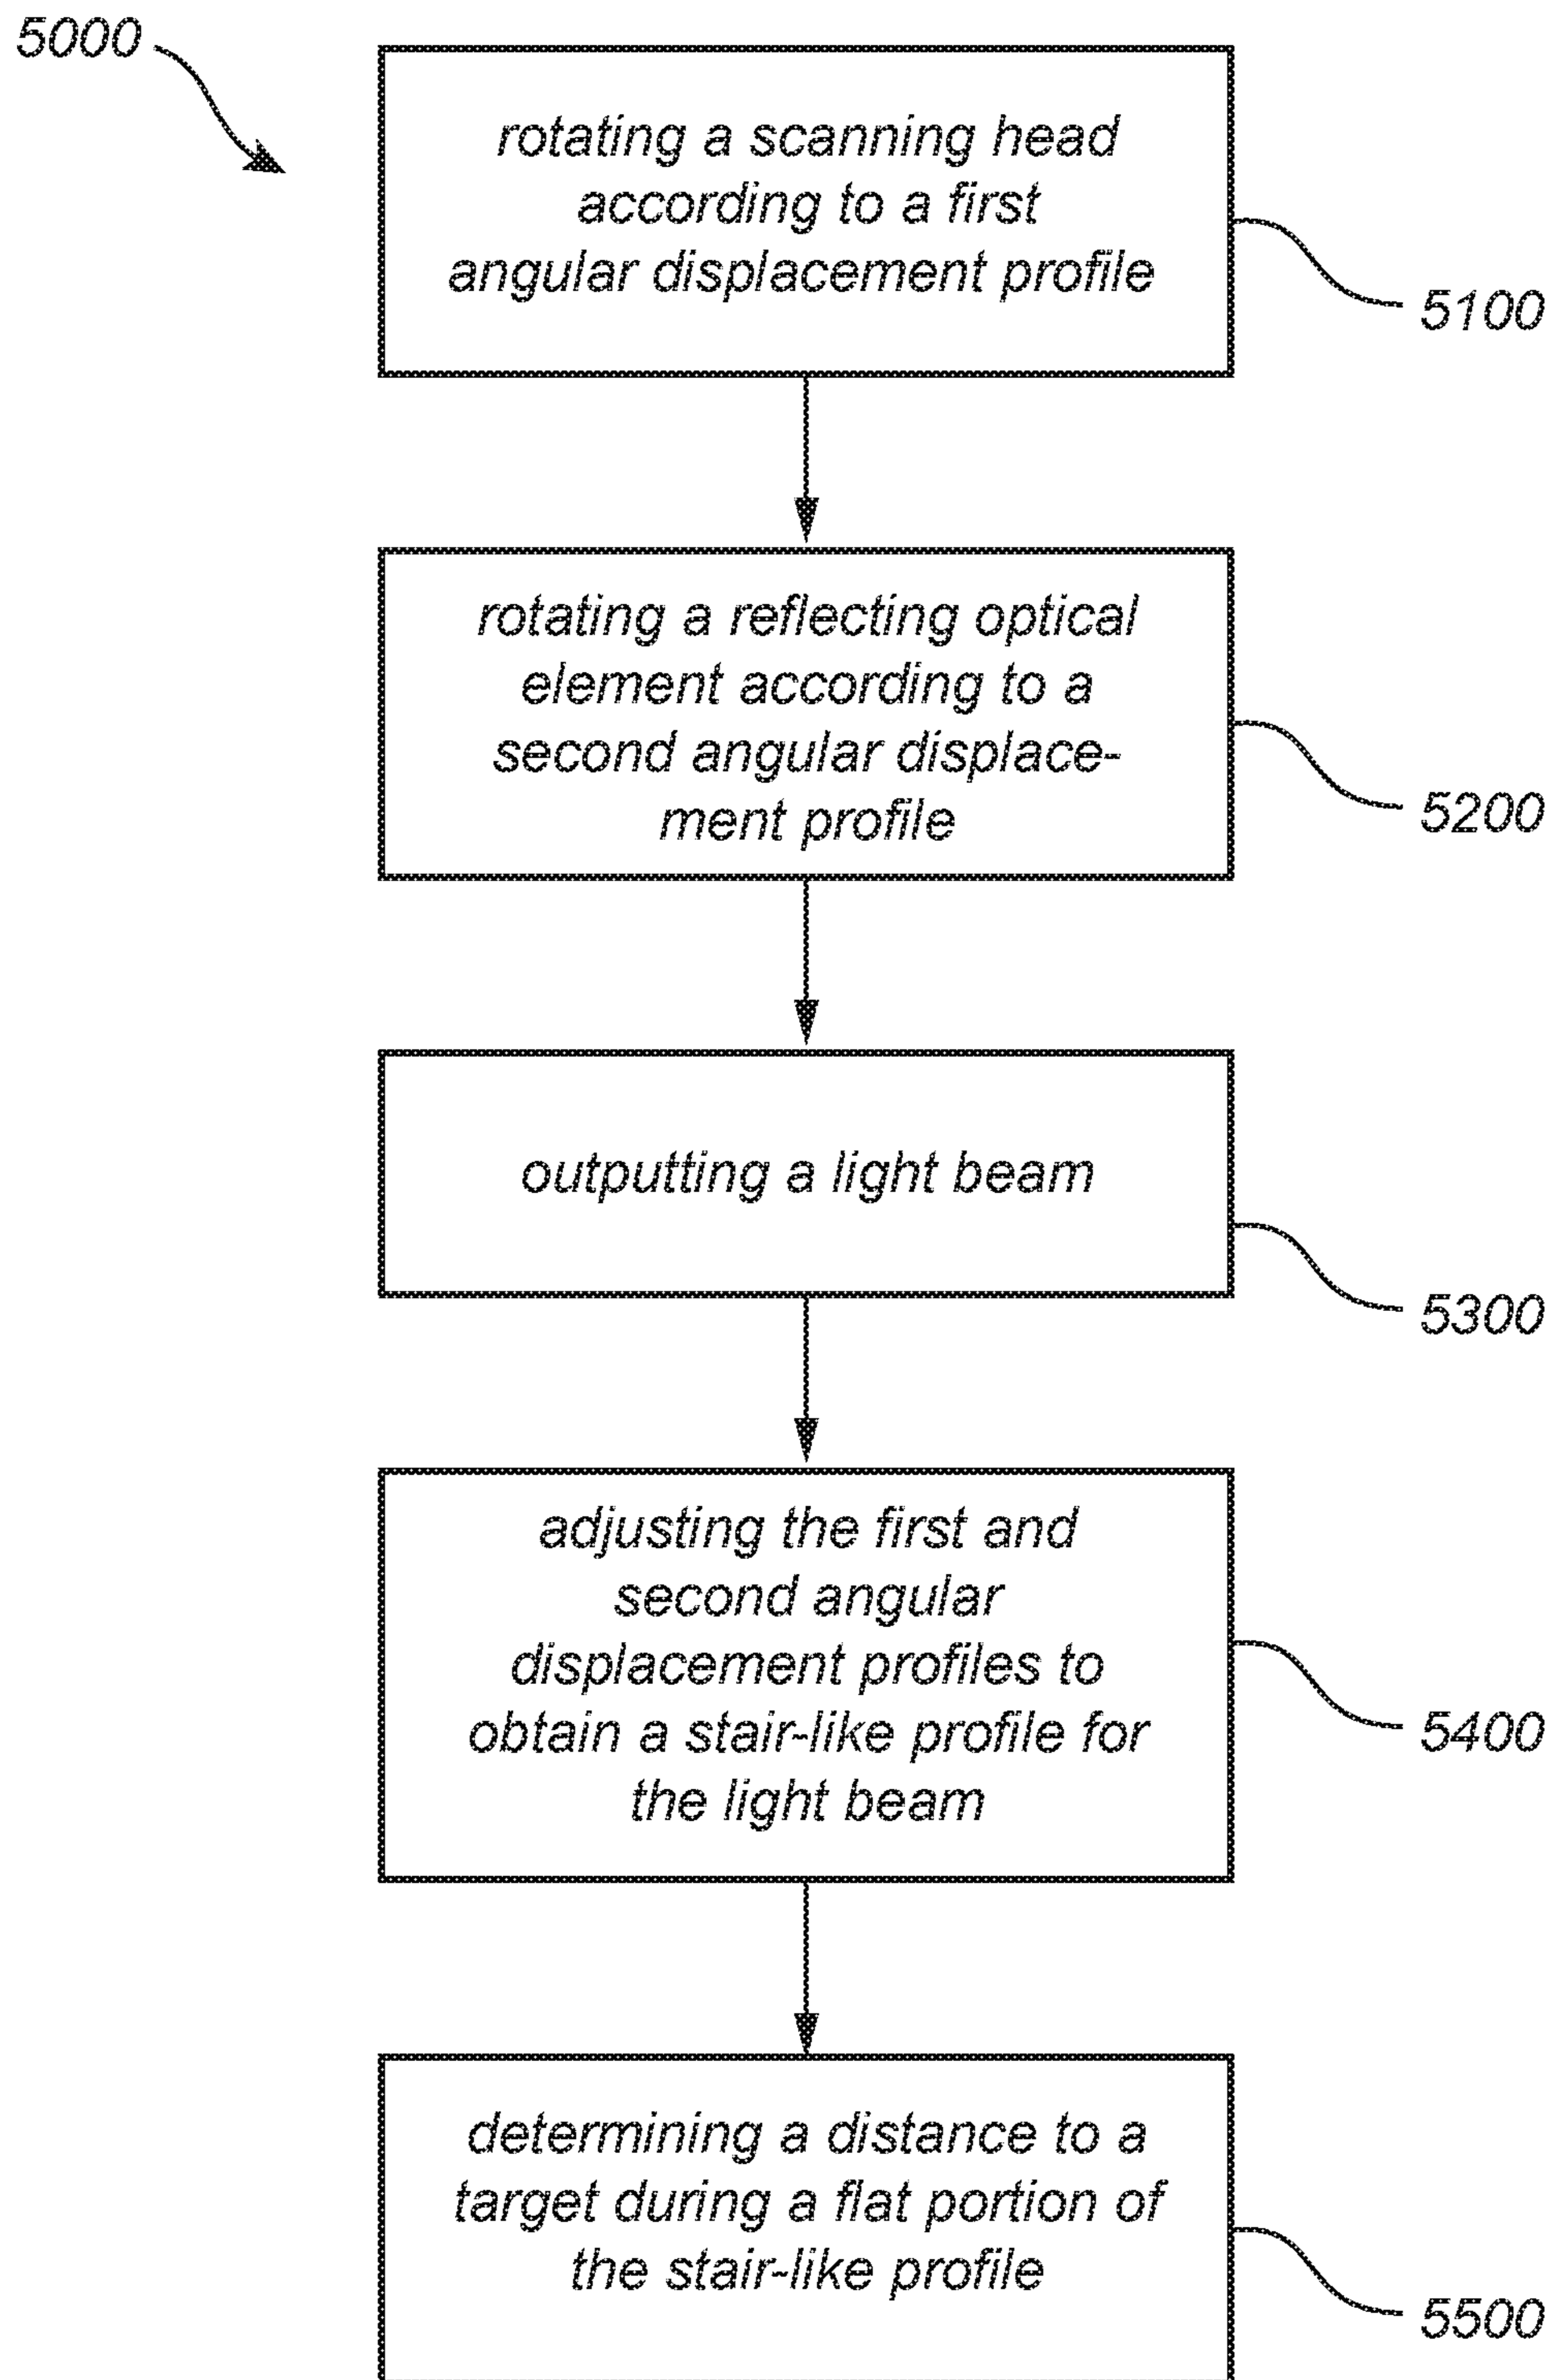 5000
rotating a scanning head
according to a first
angular displacement profile
5100
rotating a reflecting optical
element according to a
second angular displace-
ment profile
5200
outputting a light beam
5300
adjusting the first and
second angular
displacement profiles to
obtain a stair-like profile for
the light beam
5400
determining a distance to a
target during a flat portion of
the stair-like profile
5500